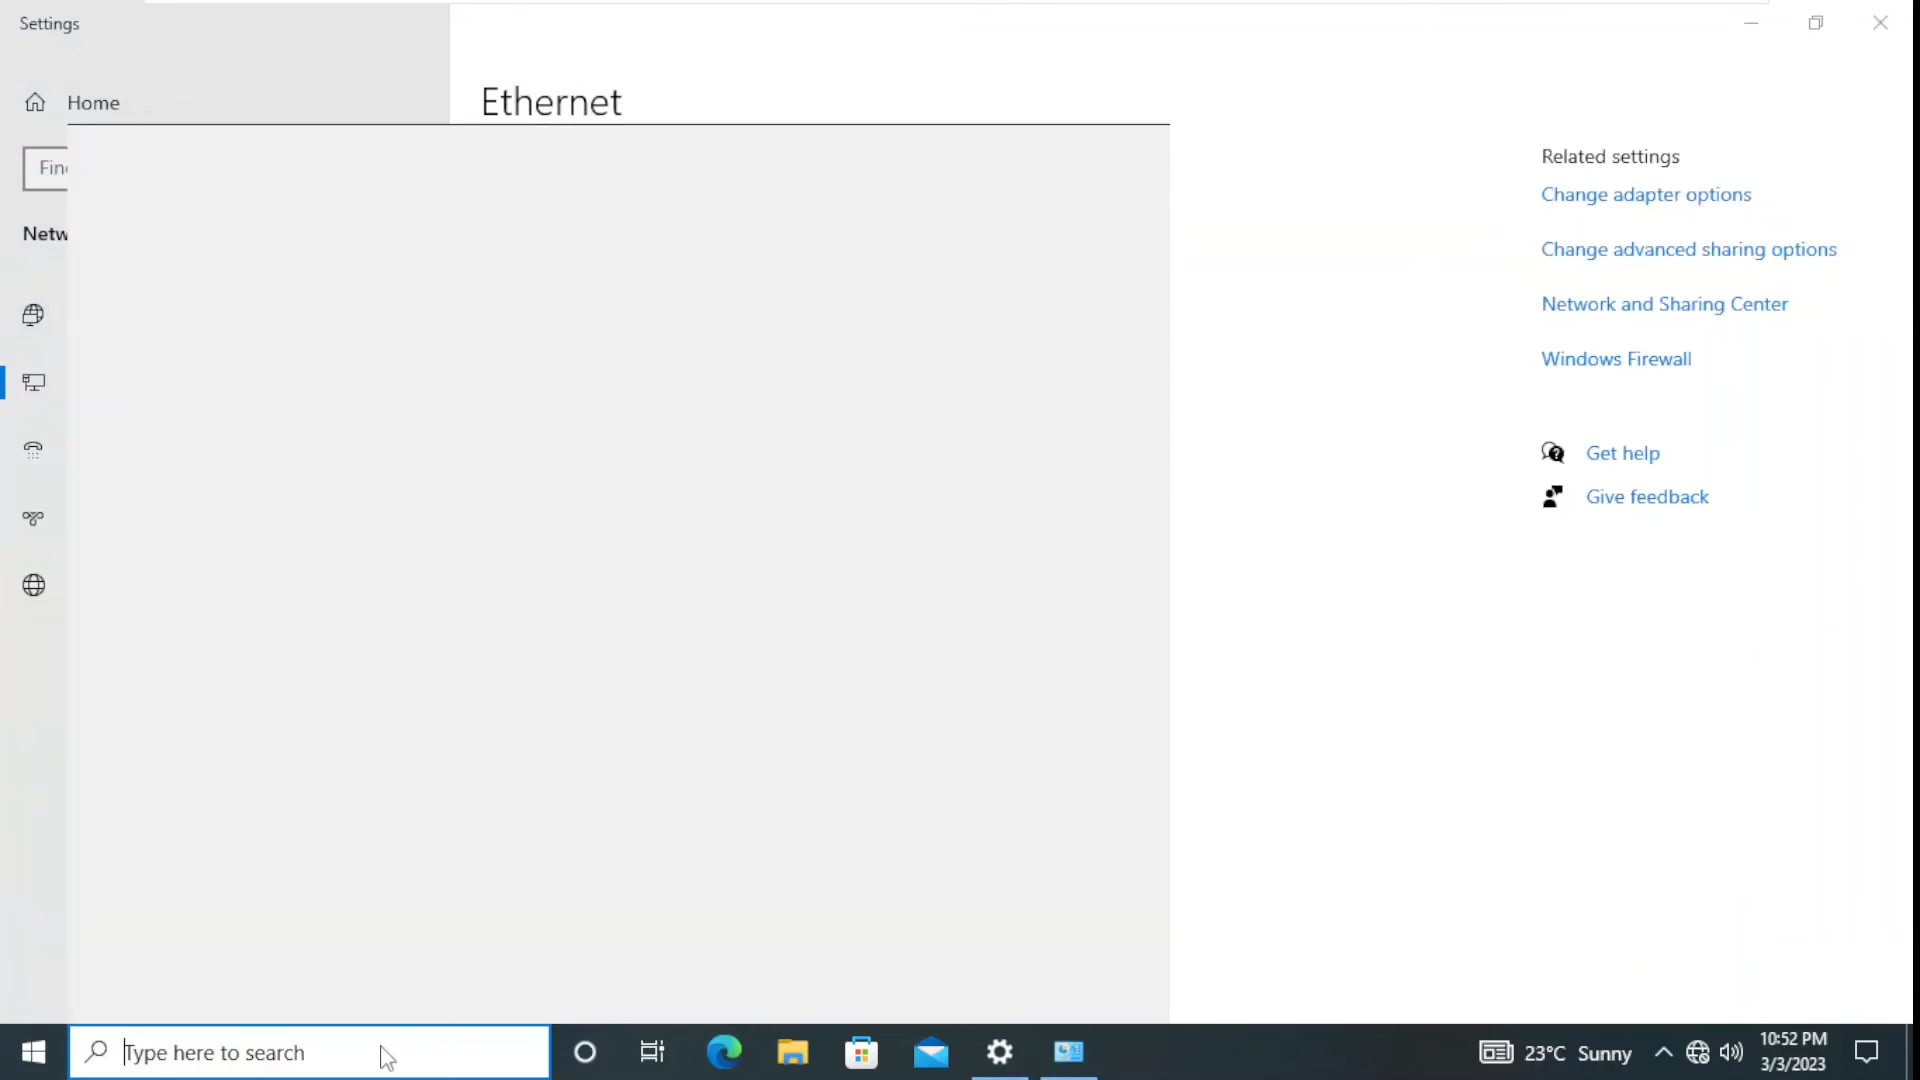 Settings
Home
Ethernet
Fin
Netw
Related settings
Change adapter options
Change advanced sharing options
Network and Sharing Center
Windows Firewall
Get help
Give feedback
Type here to search
23°C Sunny
10:52 PM
3/3/2023